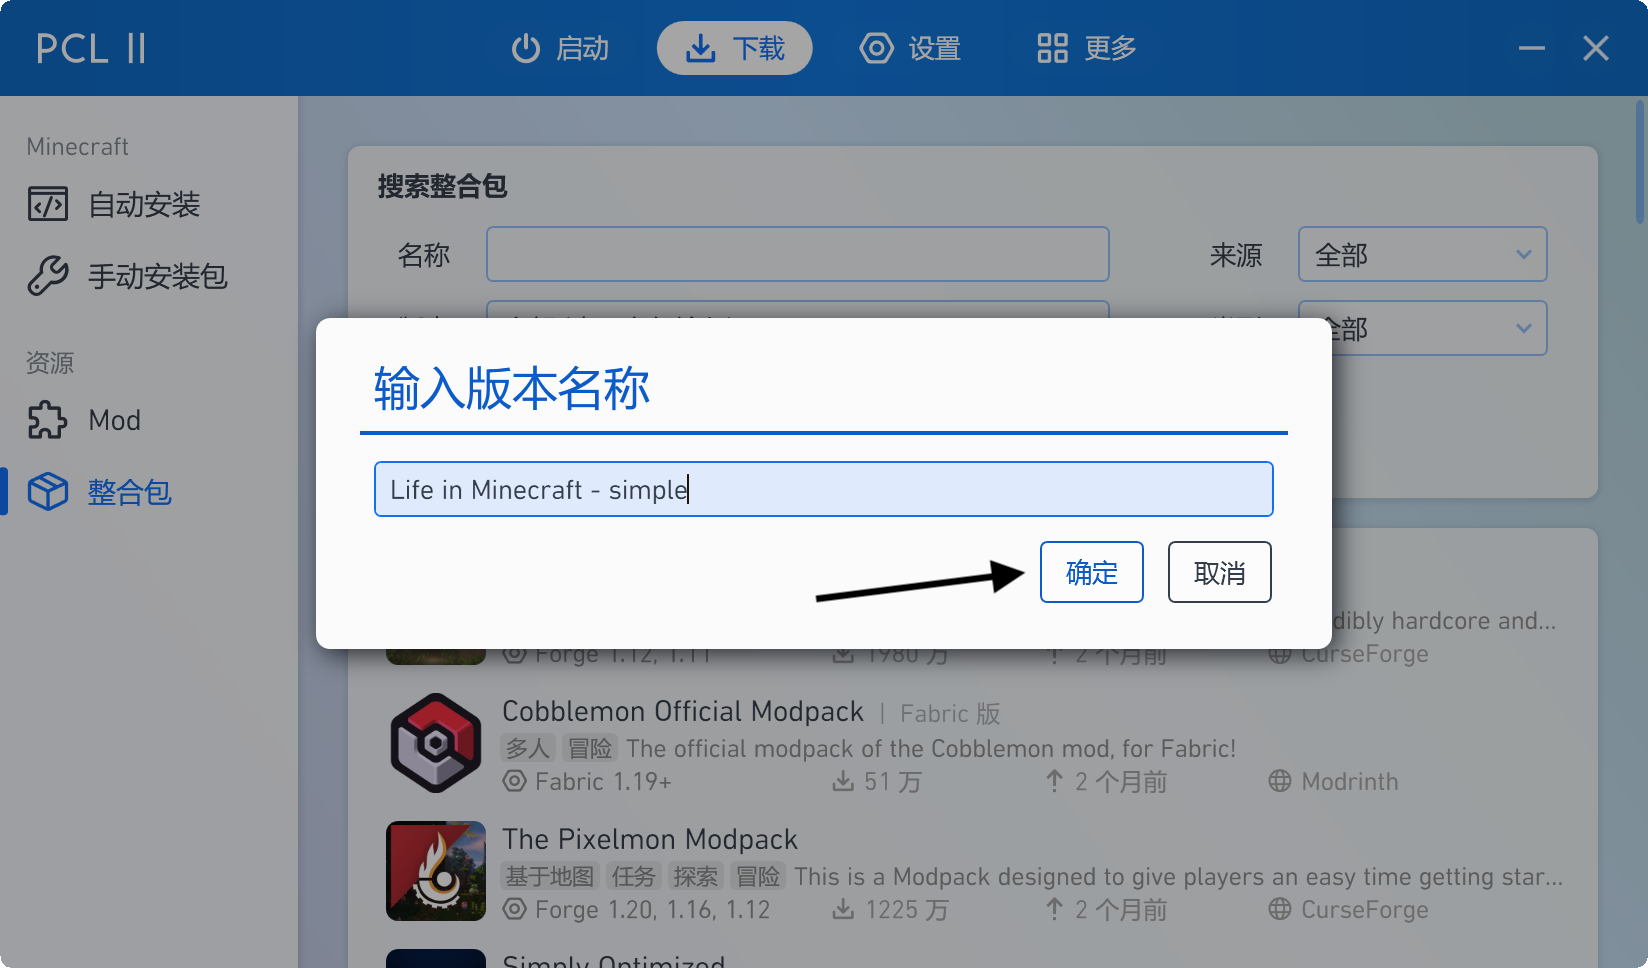 PCL II
启动
下载
设置
更多
Minecraft
自动安装
手动安装包
资源
Mod
整合包
搜索整合包
名称
来源
全部
全部
输入版本名称
Life in Minecraft - simple
确定
取消
dibly hardcore and...
Forge 1.12, 1.11
1980 万
2 个月前
CurseForge
Cobblemon Official Modpack | Fabric 版
多人 冒险 The official modpack of the Cobblemon mod, for Fabric!
Fabric 1.19+
51 万
2 个月前
Modrinth
The Pixelmon Modpack
基于地图 任务 探索 冒险 This is a Modpack designed to give players an easy time getting star...
Forge 1.20, 1.16, 1.12
1225 万
2 个月前
CurseForge
Simply Optimized